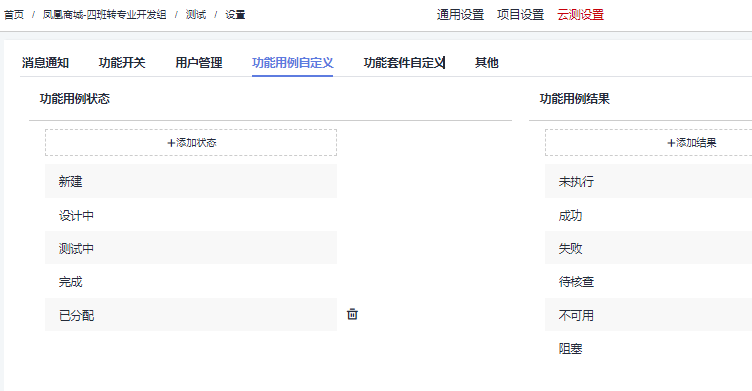 首页 / 凤凰商城-四班转专业开发组 / 测试 / 设置 通用设置 项目设置 云测设置
消息通知 功能开关 用户管理 功能用例自定义 功能套件自定义 其他
功能用例状态 功能用例结果
+添加状态 +添加结果
新建 未执行
设计中 成功
测试中 失败
完成 待核查
已分配 不可用
阻塞